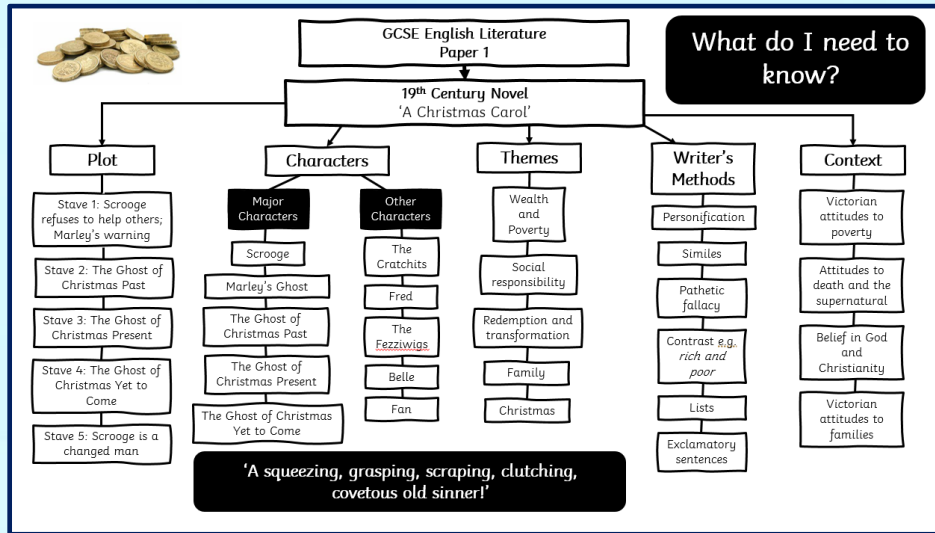 GCSE English Literature
Paper 1
What do I need to
know?
19th Century Novel
'A Christmas Carol'
Plot
Stave 1: Scrooge
refuses to help others;
Marley's warning
Stave 2: The Ghost of
Christmas Past
Stave 3: The Ghost of
Christmas Present
Stave 4: The Ghost of
Christmas Yet to
Come
Stave 5: Scrooge is a
changed man
Characters
Major
Characters
Scrooge
Marley's Ghost
The Ghost of
Christmas Past
The Ghost of
Christmas Present
The Ghost of Christmas
Yet to Come
Other
Characters
The
Cratchits
Fred
The
Fezziwigs
Belle
Fan
Themes
Wealth
and
Poverty
Social
responsibility
Redemption and
transformation
Family
Christmas
Writer's
Methods
Personification
Similes
Pathetic
fallacy
Contrast e.g.
rich and
poor
Lists
Exclamatory
sentences
Context
Victorian
attitudes to
poverty
Attitudes to
death and the
supernatural
Belief in God
and
Christianity
Victorian
attitudes to
families
'A squeezing, grasping, scraping, clutching,
covetous old sinner!'